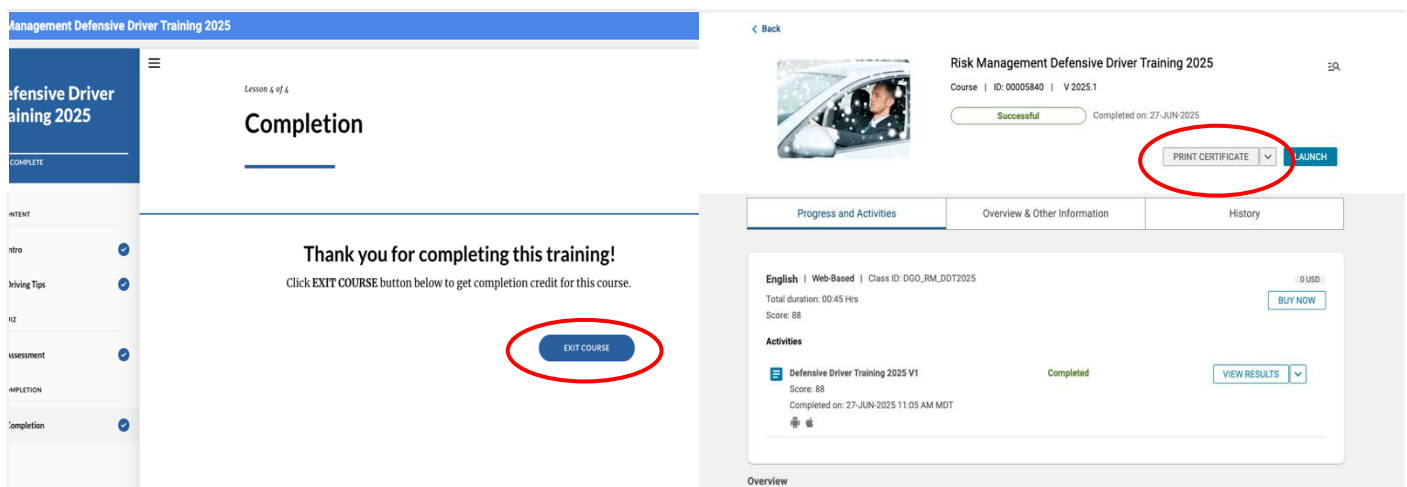 Management Defensive Driver Training 2025
efensive Driver
aining 2025
COMPLETE
ONTENT
ntro
Driving Tips
UIZ
Assessment
OMPLETION
Completion
Lesson 4 of 4
Completion
Thank you for completing this training!
Click EXIT COURSE button below to get completion credit for this course.
EXIT COURSE
Back
Risk Management Defensive Driver Training 2025
Course | ID: 00005840 | V 2025.1
Successful Completed on: 27-JUN-2025
PRINT CERTIFICATE LAUNCH
Progress and Activities Overview & Other Information History
English | Web-Based | Class ID: DGO_RM_DDT2025 0 USD
Total duration: 00:45 Hrs BUY NOW
Score: 88
Activities
Defensive Driver Training 2025 V1 Completed VIEW RESULTS
Score: 88
Completed on: 27-JUN-2025 11:05 AM MDT
Overview